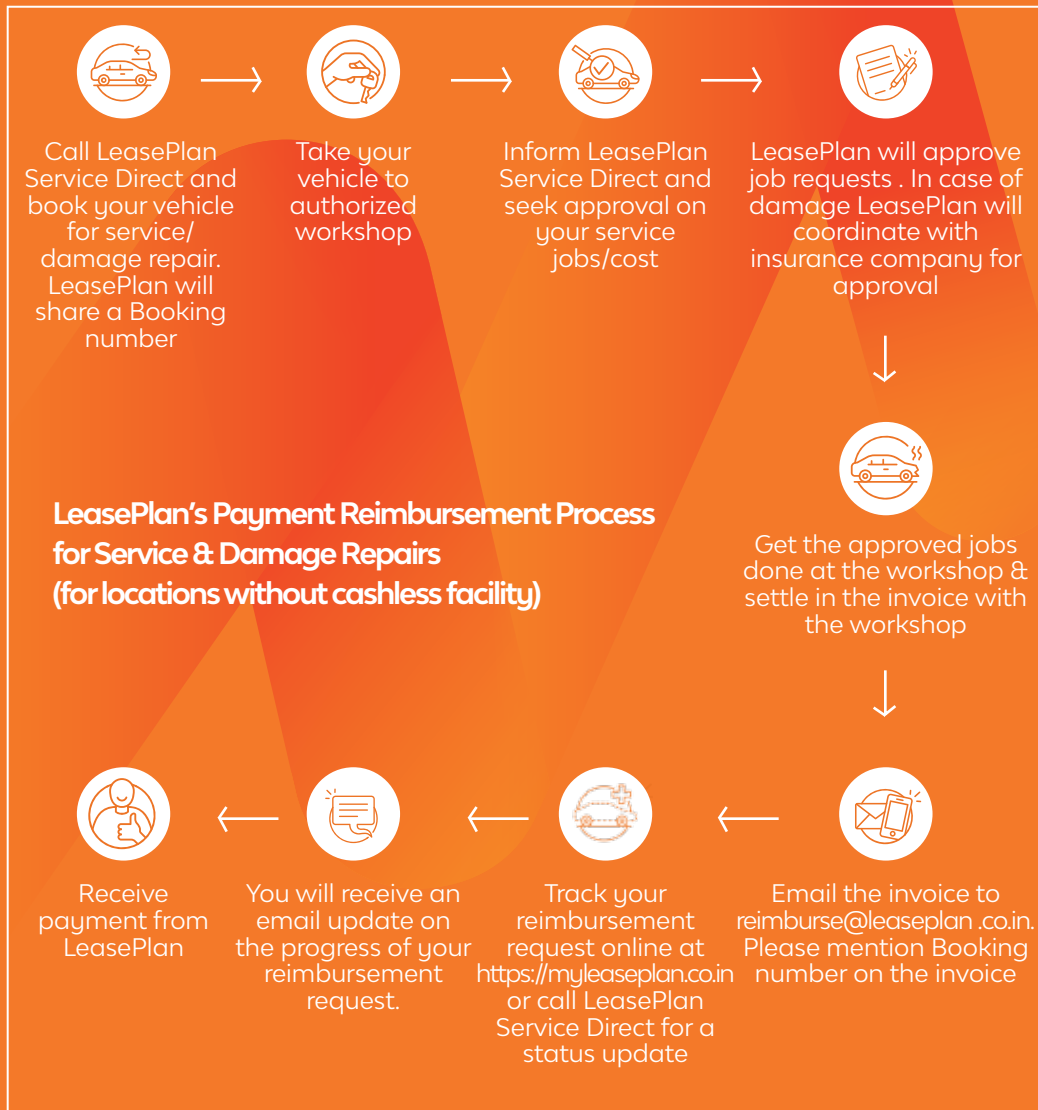 Call LeasePlan
Service Direct and
book your vehicle
for service/
damage repair.
LeasePlan will
share a Booking
number
Take your
vehicle to
authorized
workshop
Inform LeasePlan
Service Direct and
seek approval on
your service
jobs/cost
LeasePlan will approve
job requests . In case of
damage LeasePlan will
coordinate with
insurance company for
approval
LeasePlan's Payment Reimbursement Process
for Service & Damage Repairs
(for locations without cashless facility)
Get the approved jobs
done at the workshop &
settle in the invoice with
the workshop
Email the invoice to
reimburse@leaseplan .co.in.
Please mention Booking
number on the invoice
Track your
reimbursement
request online at
https://myleaseplan.co.in
or call LeasePlan
Service Direct for a
status update
You will receive an
email update on
the progress of your
reimbursement
request.
Receive
payment from
LeasePlan